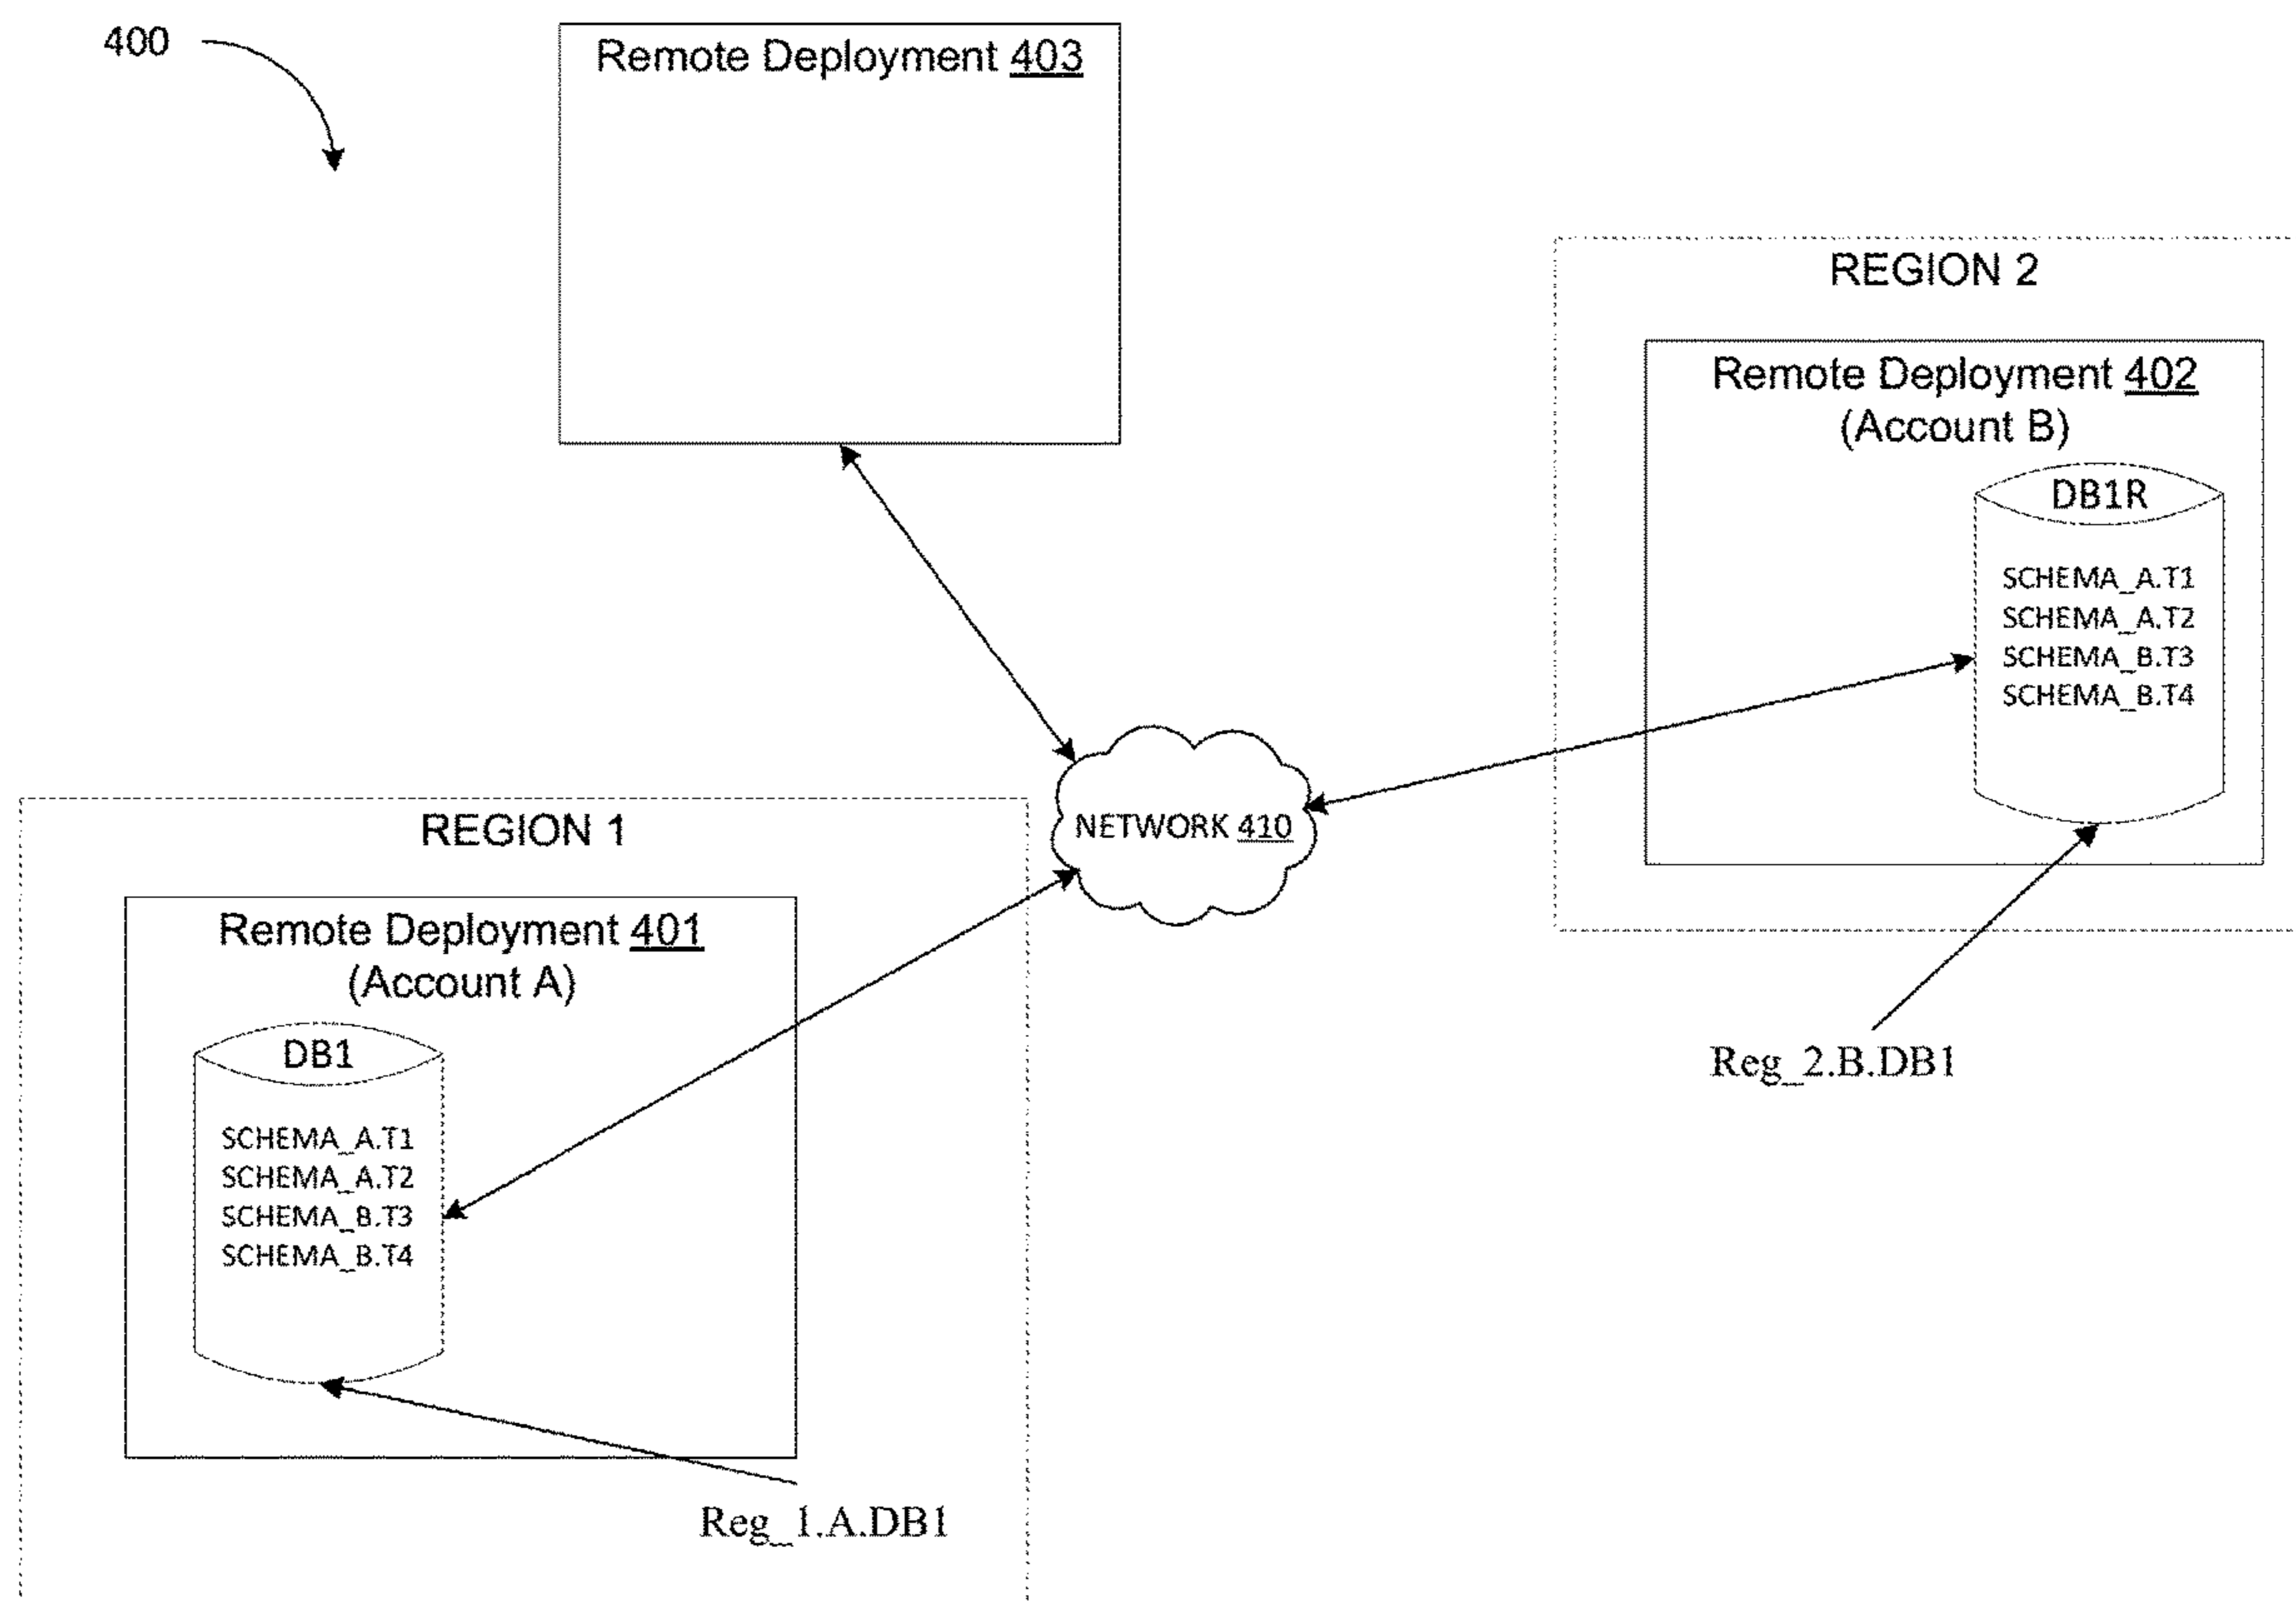 400
Remote Deployment 403
REGION 2
Remote Deployment 402
(Account B)
DB1R
SCHEMA_A.T1
SCHEMA_A.T2
SCHEMA_B.T3
SCHEMA_B.T4
NETWORK 410
REGION 1
Remote Deployment 401
(Account A)
DB1
SCHEMA_A.T1
SCHEMA_A.T2
SCHEMA_B.T3
SCHEMA_B.T4
Reg_2.B.DB1
Reg_1.A.DB1